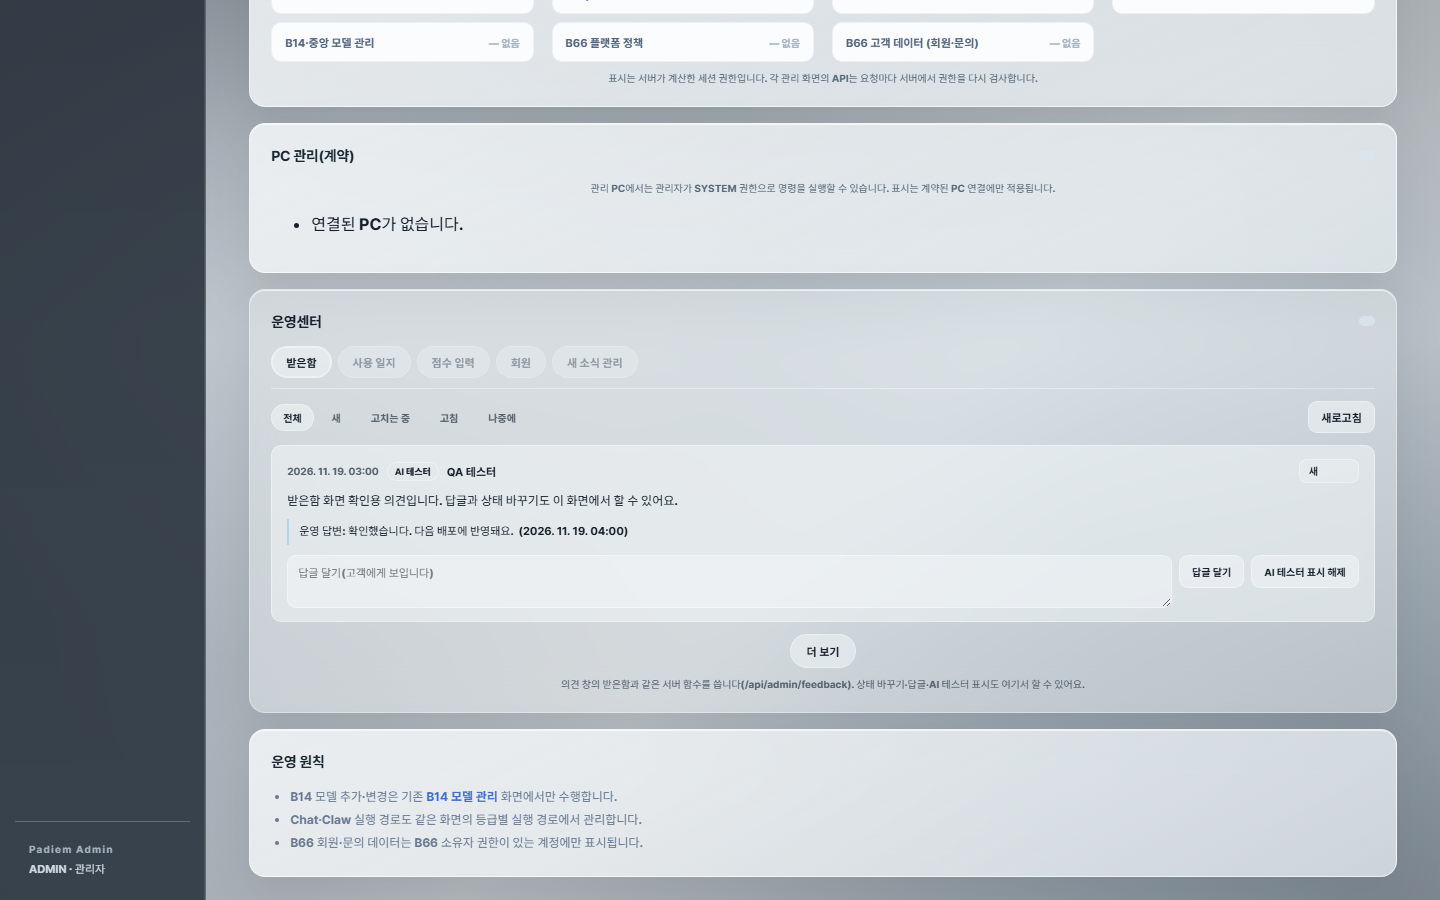 B14·중앙 모델 관리 — 없음
B66 플랫폼 정책 — 없음
B66 고객 데이터 (회원·문의) — 없음
표시는 서버가 계산한 세션 권한입니다. 각 관리 화면의 API는 요청마다 서버에서 권한을 다시 검사합니다.
PC 관리(계약)
관리 PC에서는 관리자가 SYSTEM 권한으로 명령을 실행할 수 있습니다. 표시는 계약된 PC 연결에만 적용됩니다.
• 연결된 PC가 없습니다.
운영센터
받은함 사용 일지 점수 입력 회원 새 소식 관리
전체 새 고치는 중 고침 나중에 새로고침
2026. 11. 19. 03:00 AI 테스터 QA 테스터 새
받은함 화면 확인용 의견입니다. 답글과 상태 바꾸기도 이 화면에서 할 수 있어요.
운영 답변: 확인했습니다. 다음 배포에 반영돼요. (2026. 11. 19. 04:00)
답글 달기(고객에게 보입니다) 답글 달기 AI 테스터 표시 해제
더 보기
의견 창의 받은함과 같은 서버 함수를 씁니다(/api/admin/feedback). 상태 바꾸기·답글·AI 테스터 표시도 여기서 할 수 있어요.
운영 원칙
• B14 모델 추가·변경은 기존 B14 모델 관리 화면에서만 수행합니다.
• Chat·Claw 실행 경로도 같은 화면의 등급별 실행 경로에서 관리합니다.
• B66 회원·문의 데이터는 B66 소유자 권한이 있는 계정에만 표시됩니다.
Padiem Admin
ADMIN · 관리자